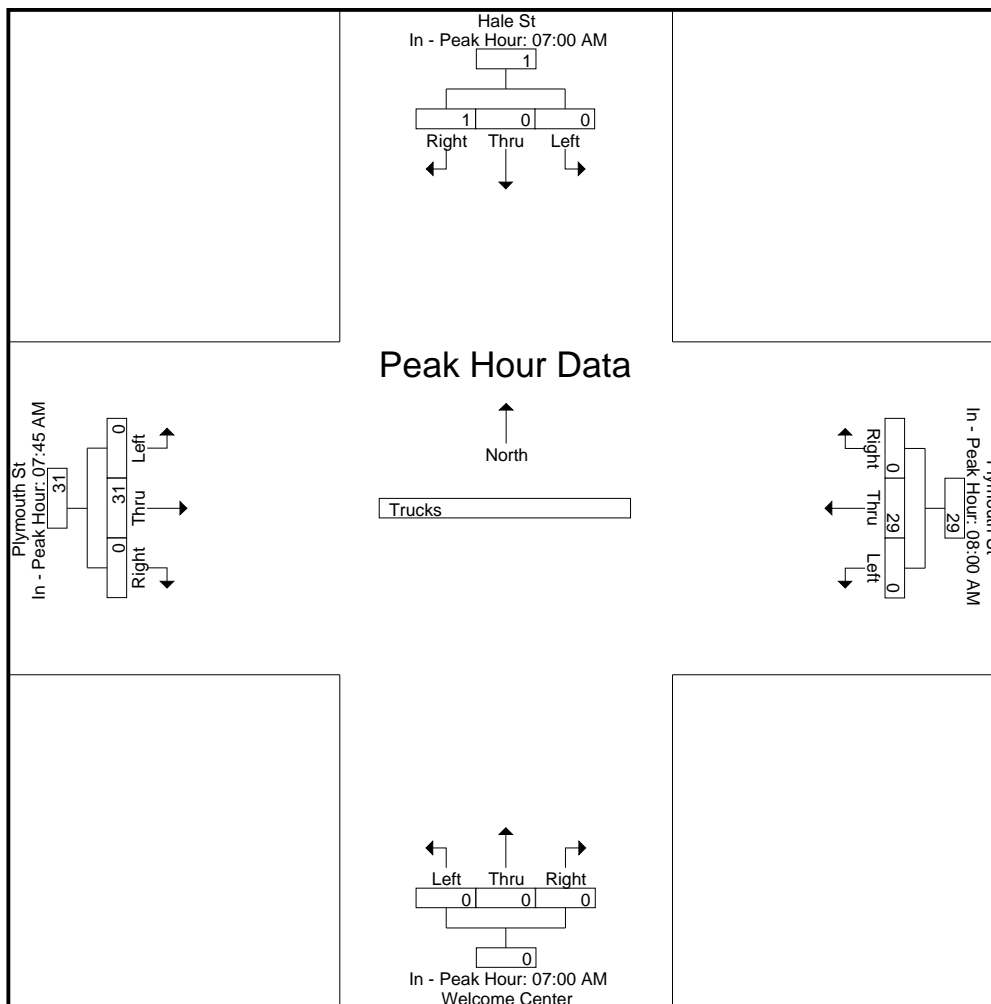 Hale St
In - Peak Hour: 07:00 AM
1
1 0 0
Right Thru Left
Peak Hour Data
North
Trucks
Plymouth St
In - Peak Hour: 07:45 AM
31
0 31 0
Left Thru Right
Plymouth St
In - Peak Hour: 08:00 AM
29
0 29 0
Right Thru Left
Left Thru Right
0 0 0
0
In - Peak Hour: 07:00 AM
Welcome Center